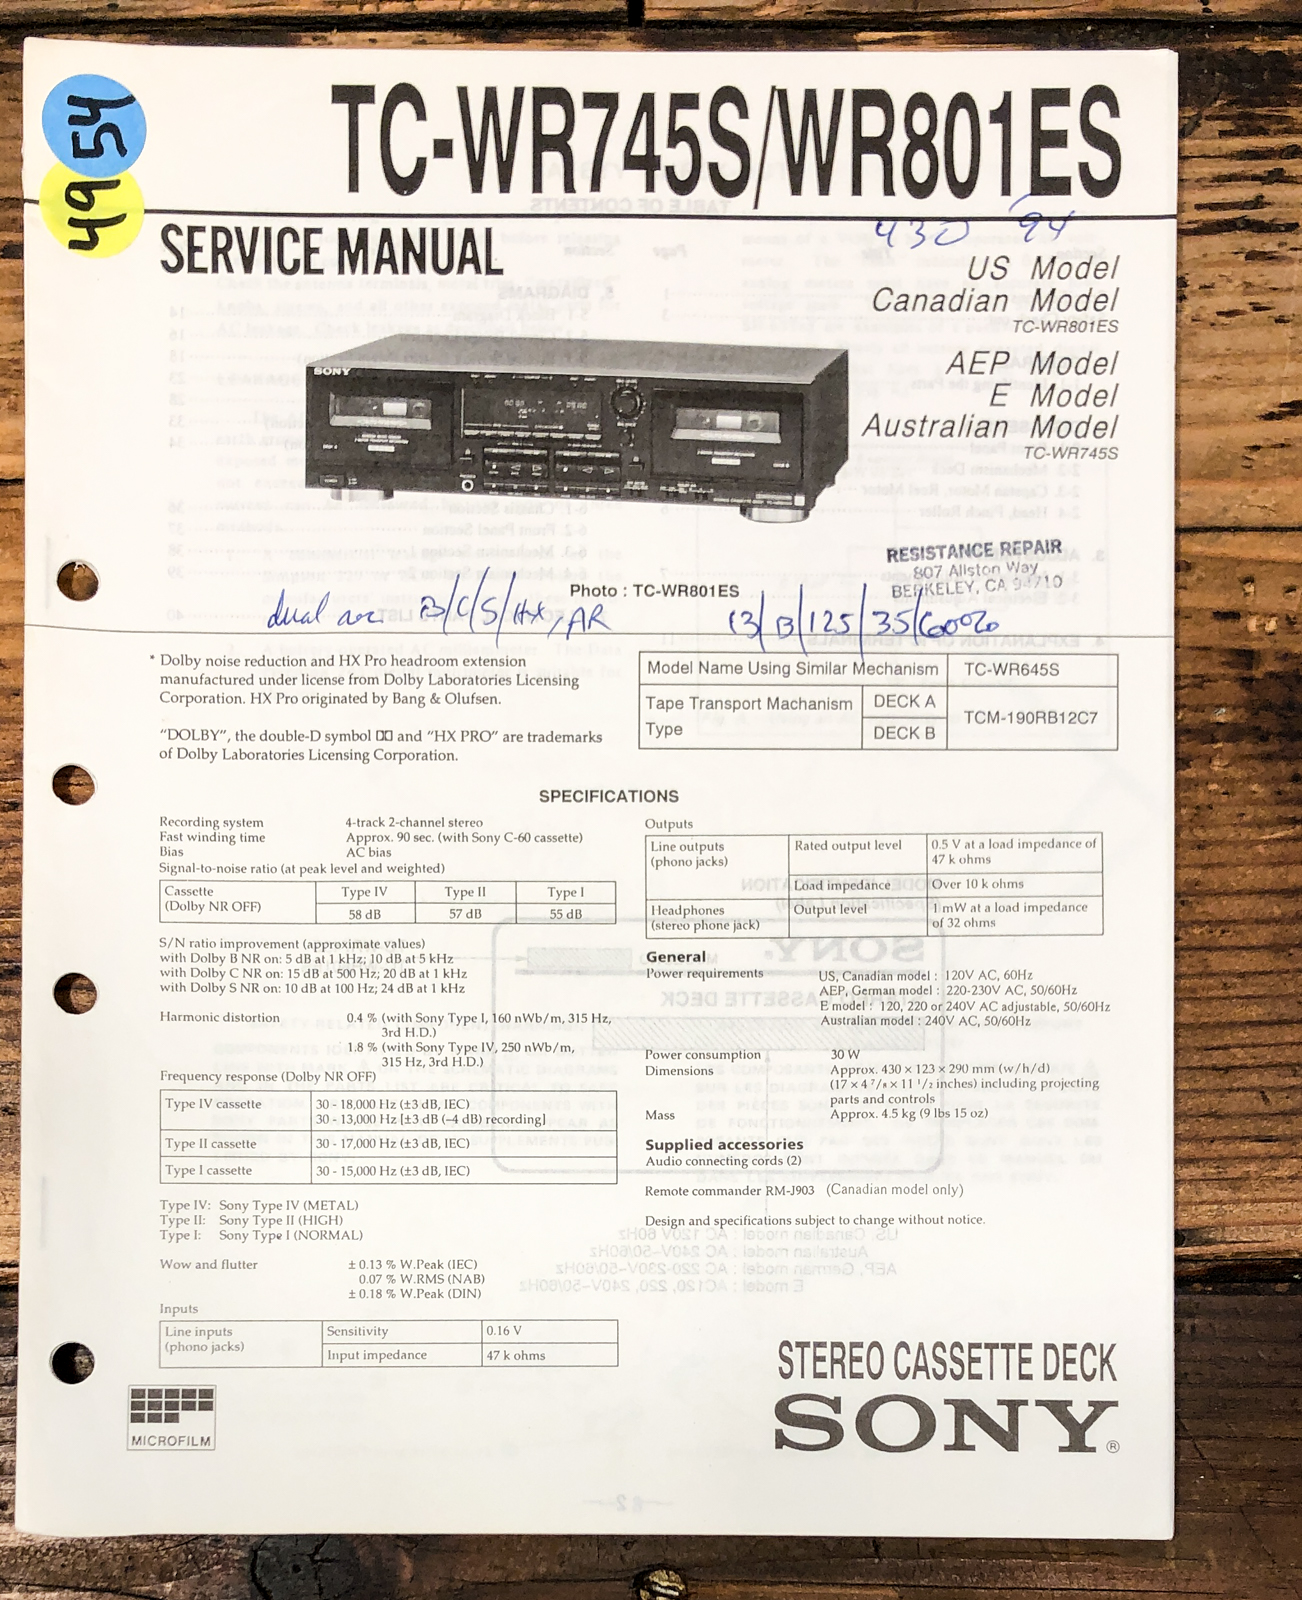 TC-WR745S/WR801ES
54
49
430 '94
SERVICE MANUAL
US Model
Canadian Model
TC-WR801ES
AEP Model
E Model
Australian Model
TC-WR745S
SONY
RESISTANCE REPAIR
807 Allston Way
BERKELEY, CA 94710
Photo : TC-WR801ES
dual B/C/S/HX/AR
* Dolby noise reduction and HX Pro headroom extension
manufactured under license from Dolby Laboratories Licensing
Corporation. HX Pro originated by Bang & Olufsen.
"DOLBY", the double-D symbol and "HX PRO" are trademarks
of Dolby Laboratories Licensing Corporation.
Model Name Using Similar Mechanism TC-WR645S
Tape Transport Machanism Type DECK A TCM-190RB12C7
DECK B
SPECIFICATIONS
Recording system 4-track 2-channel stereo
Fast winding time Approx. 90 sec. (with Sony C-60 cassette)
Bias AC bias
Signal-to-noise ratio (at peak level and weighted)
Cassette Type IV Type II Type I
(Dolby NR OFF) 58 dB 57 dB 55 dB
S/N ratio improvement (approximate values)
with Dolby B NR on: 5 dB at 1 kHz; 10 dB at 5 kHz
with Dolby C NR on: 15 dB at 500 Hz; 20 dB at 1 kHz
with Dolby S NR on: 10 dB at 100 Hz; 24 dB at 1 kHz
Harmonic distortion 0.4 % (with Sony Type I, 160 nWb/m, 315 Hz,
3rd H.D.)
1.8 % (with Sony Type IV, 250 nWb/m,
315 Hz, 3rd H.D.)
Frequency response (Dolby NR OFF)
Type IV cassette 30 - 18,000 Hz (±3 dB, IEC)
30 - 13,000 Hz [±3 dB (–4 dB) recording]
Type II cassette 30 - 17,000 Hz (±3 dB, IEC)
Type I cassette 30 - 15,000 Hz (±3 dB, IEC)
Type IV: Sony Type IV (METAL)
Type II: Sony Type II (HIGH)
Type I: Sony Type I (NORMAL)
Wow and flutter ± 0.13 % W.Peak (IEC)
0.07 % W.RMS (NAB)
± 0.18 % W.Peak (DIN)
Inputs
Line inputs Sensitivity 0.16 V
(phono jacks) Input impedance 47 k ohms
Outputs
Line outputs Rated output level 0.5 V at a load impedance of
(phono jacks) 47 k ohms
Load impedance Over 10 k ohms
Headphones Output level 1 mW at a load impedance
(stereo phone jack) of 32 ohms
General
Power requirements US, Canadian model : 120V AC, 60Hz
AEP, German model : 220-230V AC, 50/60Hz
E model : 120, 220 or 240V AC adjustable, 50/60Hz
Australian model : 240V AC, 50/60Hz
Power consumption 30 W
Dimensions Approx. 430 × 123 × 290 mm (w/h/d)
(17 × 4 7/8 × 11 1/2 inches) including projecting
parts and controls
Mass Approx. 4.5 kg (9 lbs 15 oz)
Supplied accessories
Audio connecting cords (2)
Remote commander RM-J903 (Canadian model only)
Design and specifications subject to change without notice.
MICROFILM
STEREO CASSETTE DECK
SONY®